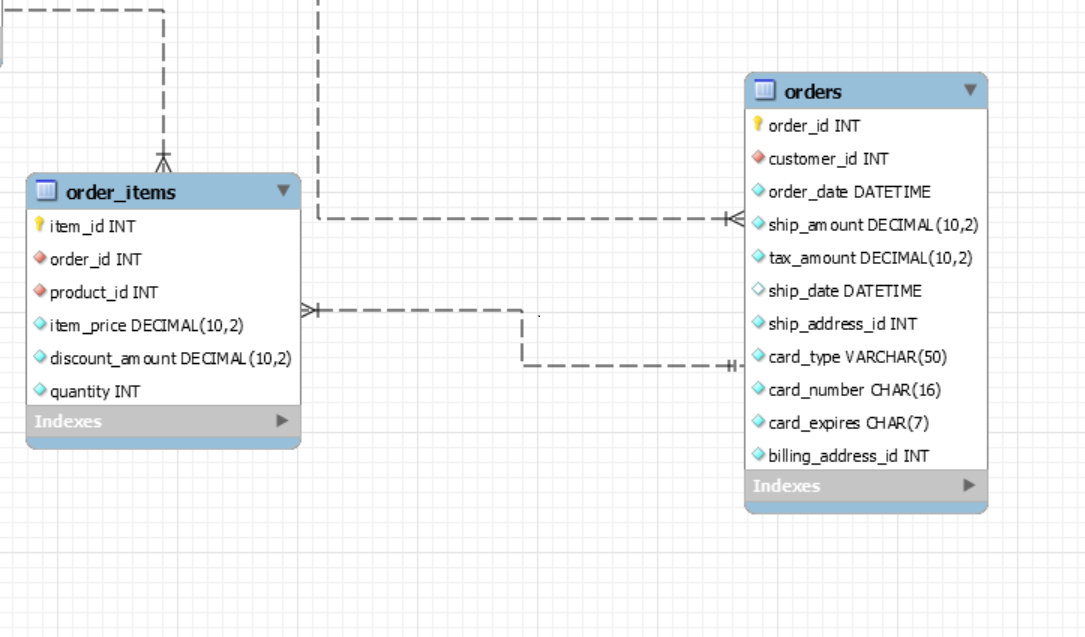 order_items
item_id INT
order_id INT
product_id INT
item_price DECIMAL(10,2)
discount_amount DECIMAL(10,2)
quantity INT
Indexes
orders
order_id INT
customer_id INT
order_date DATETIME
ship_amount DECIMAL(10,2)
tax_amount DECIMAL(10,2)
ship_date DATETIME
ship_address_id INT
card_type VARCHAR(50)
card_number CHAR(16)
card_expires CHAR(7)
billing_address_id INT
Indexes